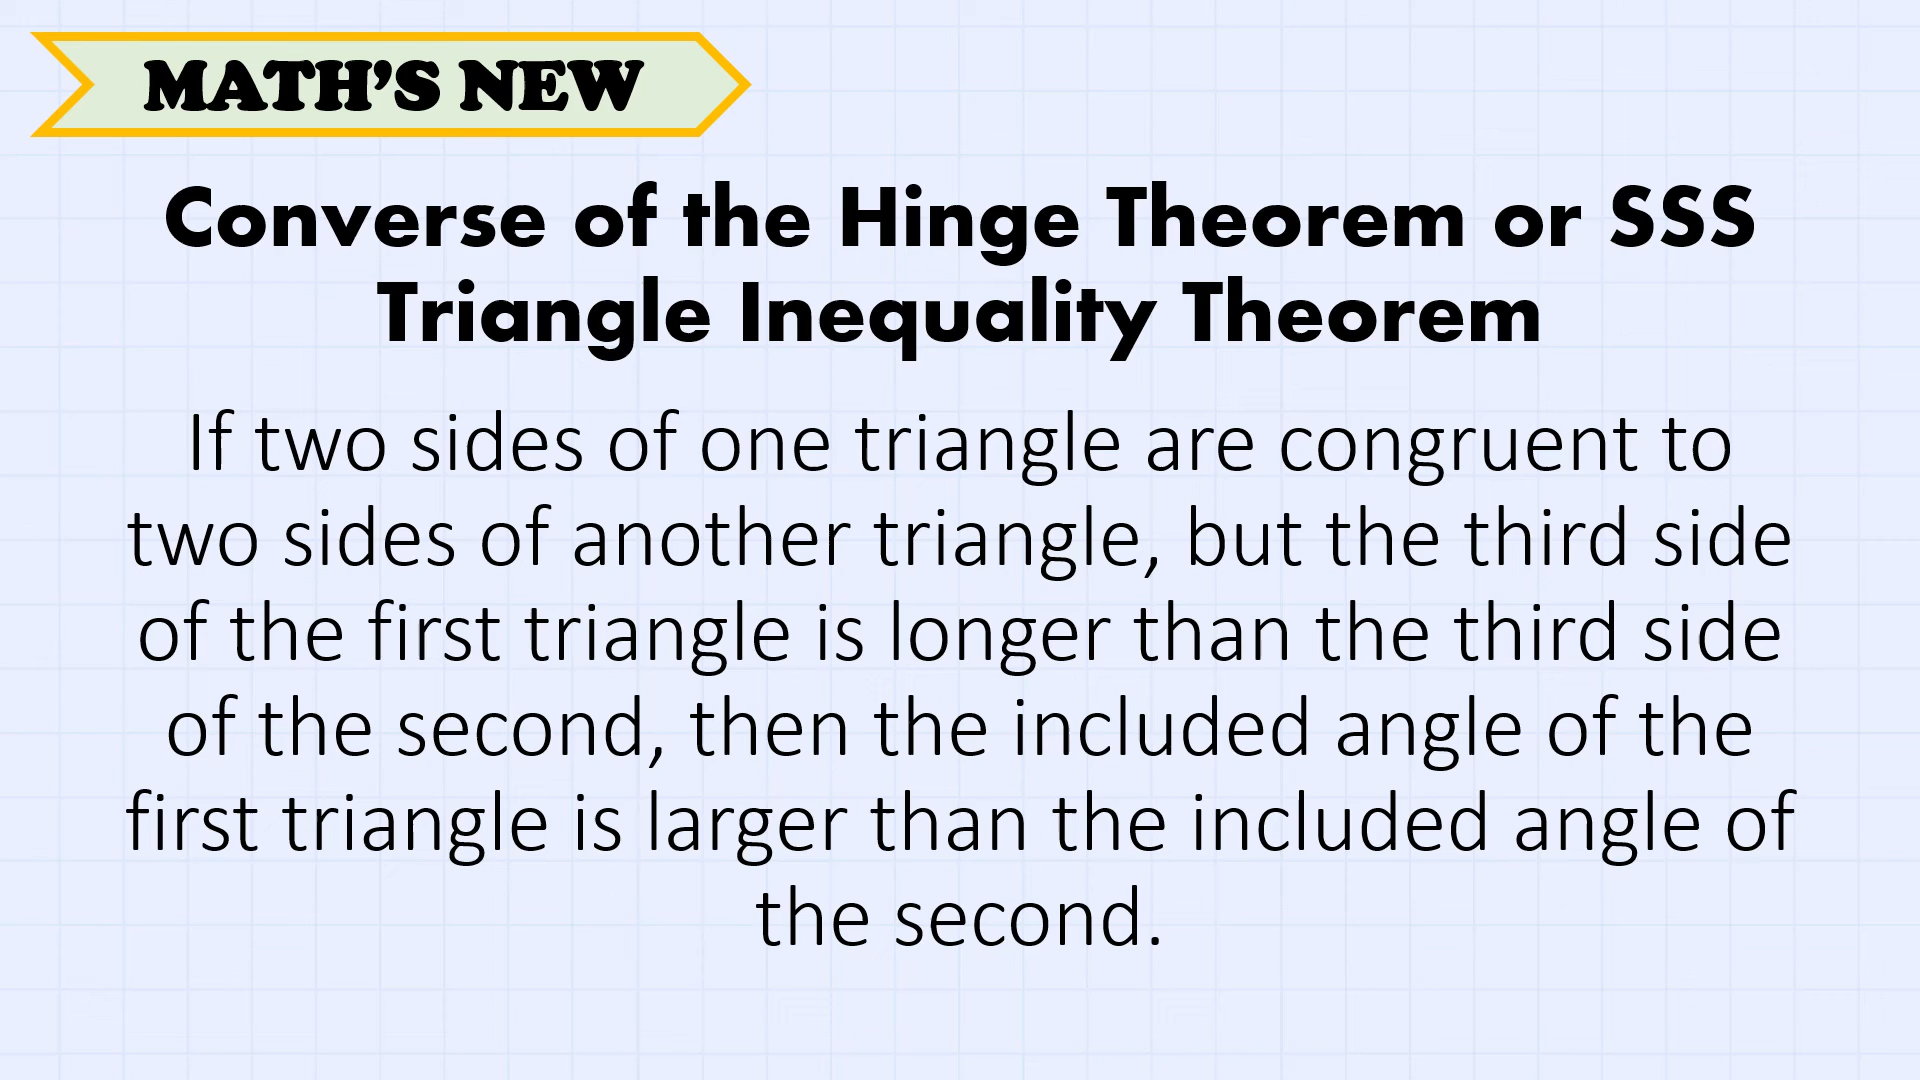 MATH'S NEW
Converse of the Hinge Theorem or SSS
Triangle Inequality Theorem
If two sides of one triangle are congruent to
two sides of another triangle, but the third side
of the first triangle is longer than the third side
of the second, then the included angle of the
first triangle is larger than the included angle of
the second.